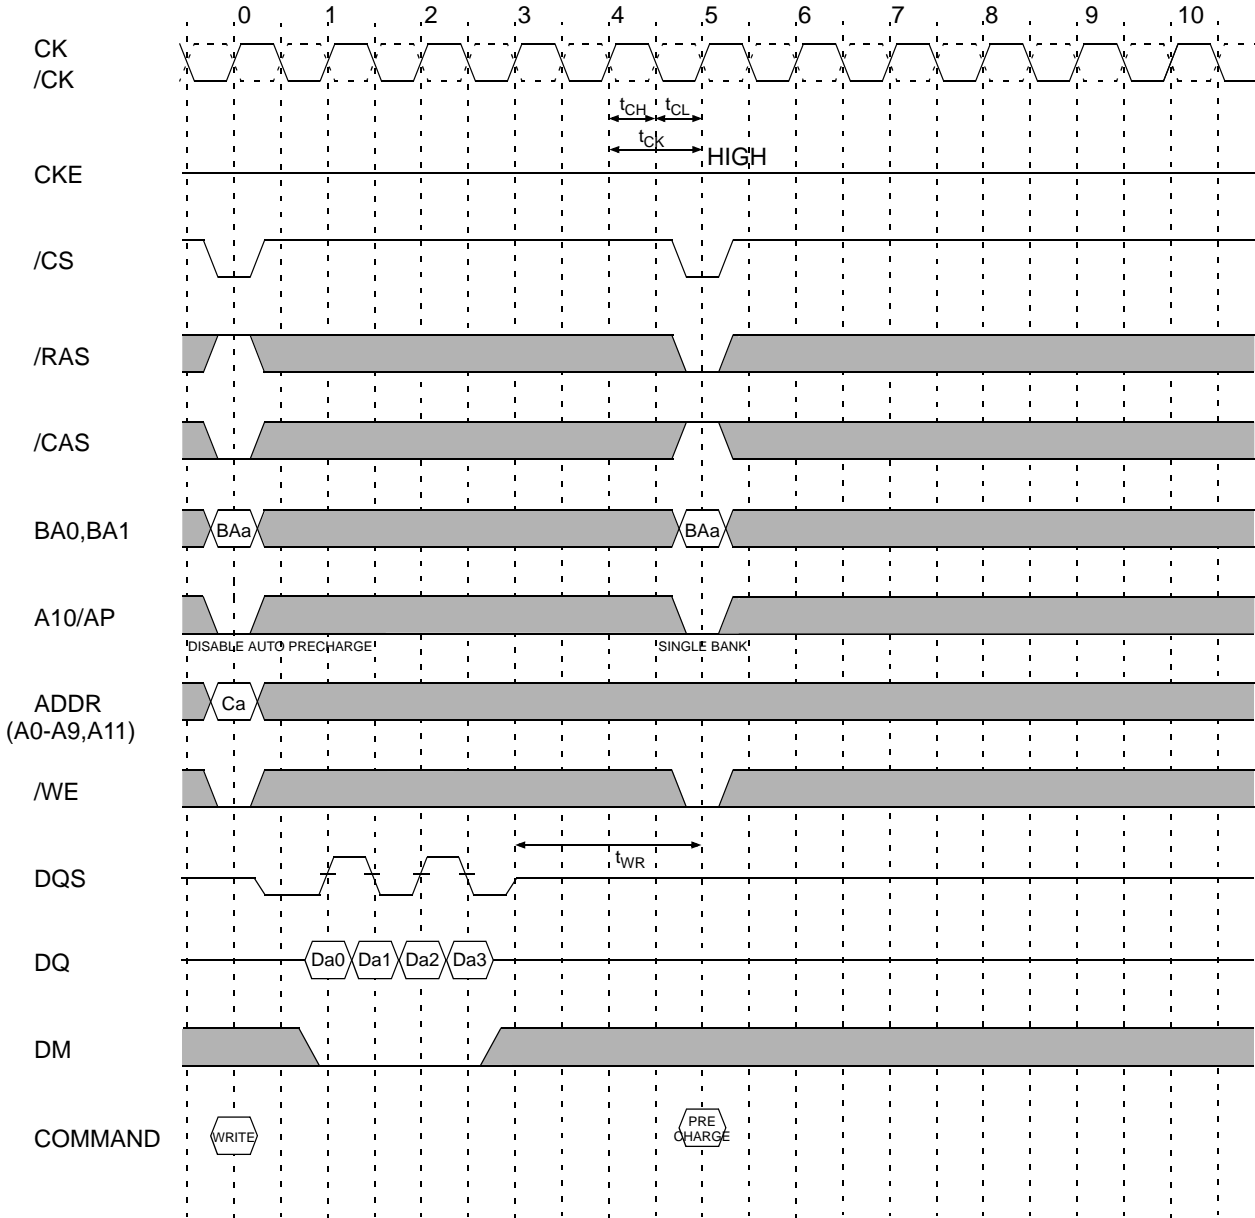 0 1 2 3 4 5 6 7 8 9 10
CK
/CK
tCH tCL
tCK
HIGH
CKE
/CS
/RAS
/CAS
BA0,BA1 BAa BAa
A10/AP
DISABLE AUTO PRECHARGE SINGLE BANK
ADDR Ca
(A0-A9,A11)
/WE
tWR
DQS
DQ Da0 Da1 Da2 Da3
DM
COMMAND WRITE PRE
CHARGE